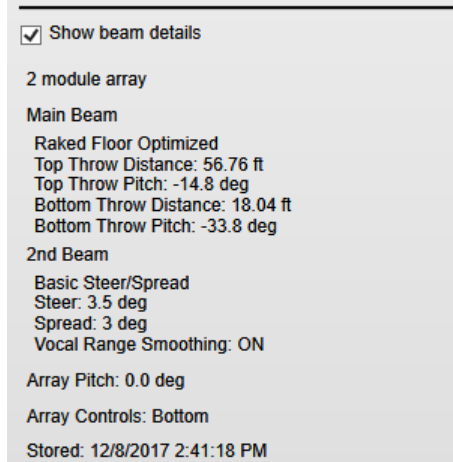 Show beam details
2 module array
Main Beam
Raked Floor Optimized
Top Throw Distance: 56.76 ft
Top Throw Pitch: -14.8 deg
Bottom Throw Distance: 18.04 ft
Bottom Throw Pitch: -33.8 deg
2nd Beam
Basic Steer/Spread
Steer: 3.5 deg
Spread: 3 deg
Vocal Range Smoothing: ON
Array Pitch: 0.0 deg
Array Controls: Bottom
Stored: 12/8/2017 2:41:18 PM